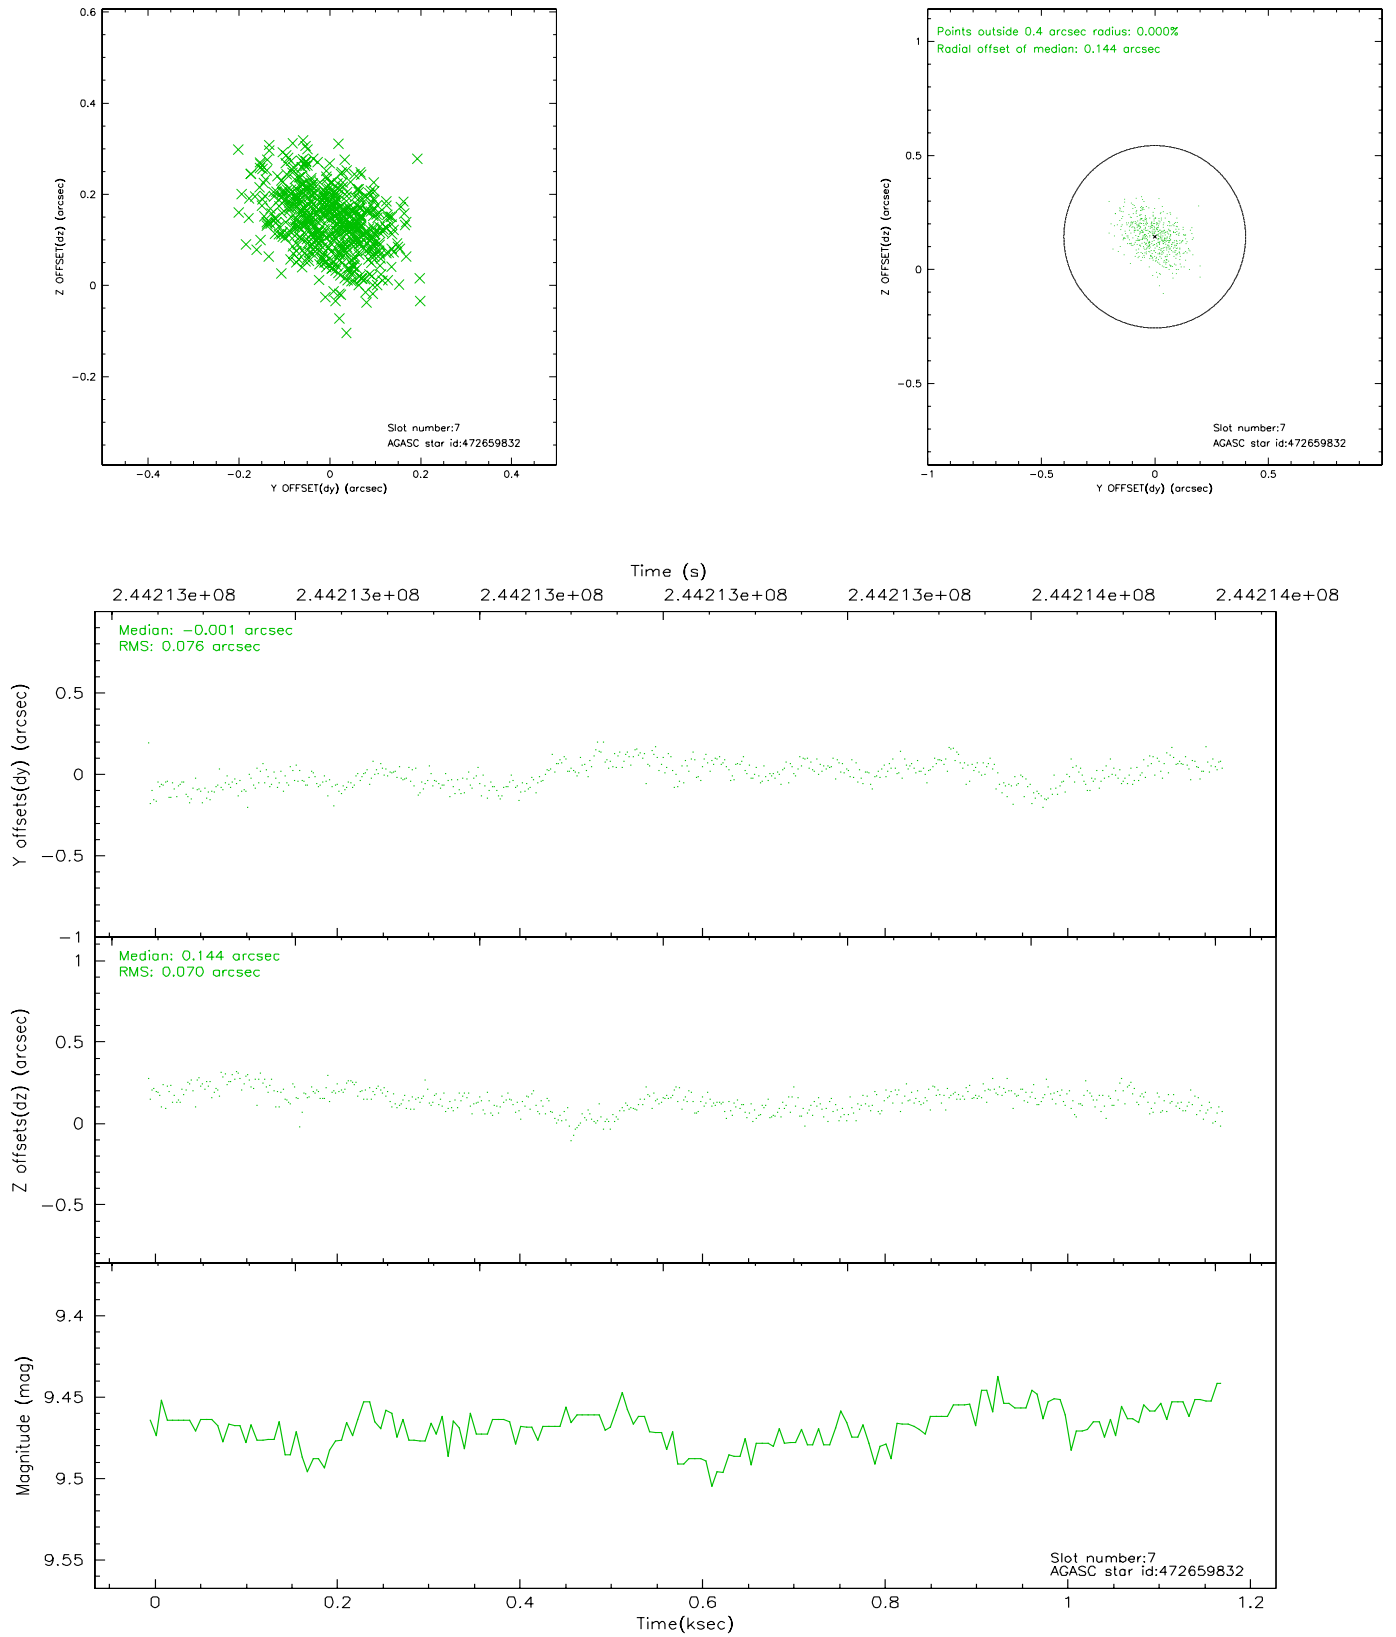 0.6
0.4
0.2
0
-0.2
Z OFFSET(dz) (arcsec)
-0.4
-0.2
0
0.2
0.4
Y OFFSET(dy) (arcsec)
Slot number:7
AGASC star id:472659832
Points outside 0.4 arcsec radius: 0.000%
Radial offset of median: 0.144 arcsec
1
0.5
0
-0.5
Z OFFSET(dz) (arcsec)
-1
-0.5
0
0.5
Y OFFSET(dy) (arcsec)
Slot number:7
AGASC star id:472659832
Time (s)
2.44213e+08 2.44213e+08 2.44213e+08 2.44213e+08 2.44213e+08 2.44214e+08 2.44214e+08
Median: -0.001 arcsec
RMS: 0.076 arcsec
0.5
0
-0.5
-1
Y offsets(dy) (arcsec)
Median: 0.144 arcsec
RMS: 0.070 arcsec
1
0.5
0
-0.5
Z offsets(dz) (arcsec)
9.4
9.45
9.5
9.55
Magnitude (mag)
Slot number:7
AGASC star id:472659832
0 0.2 0.4 0.6 0.8 1 1.2
Time(ksec)